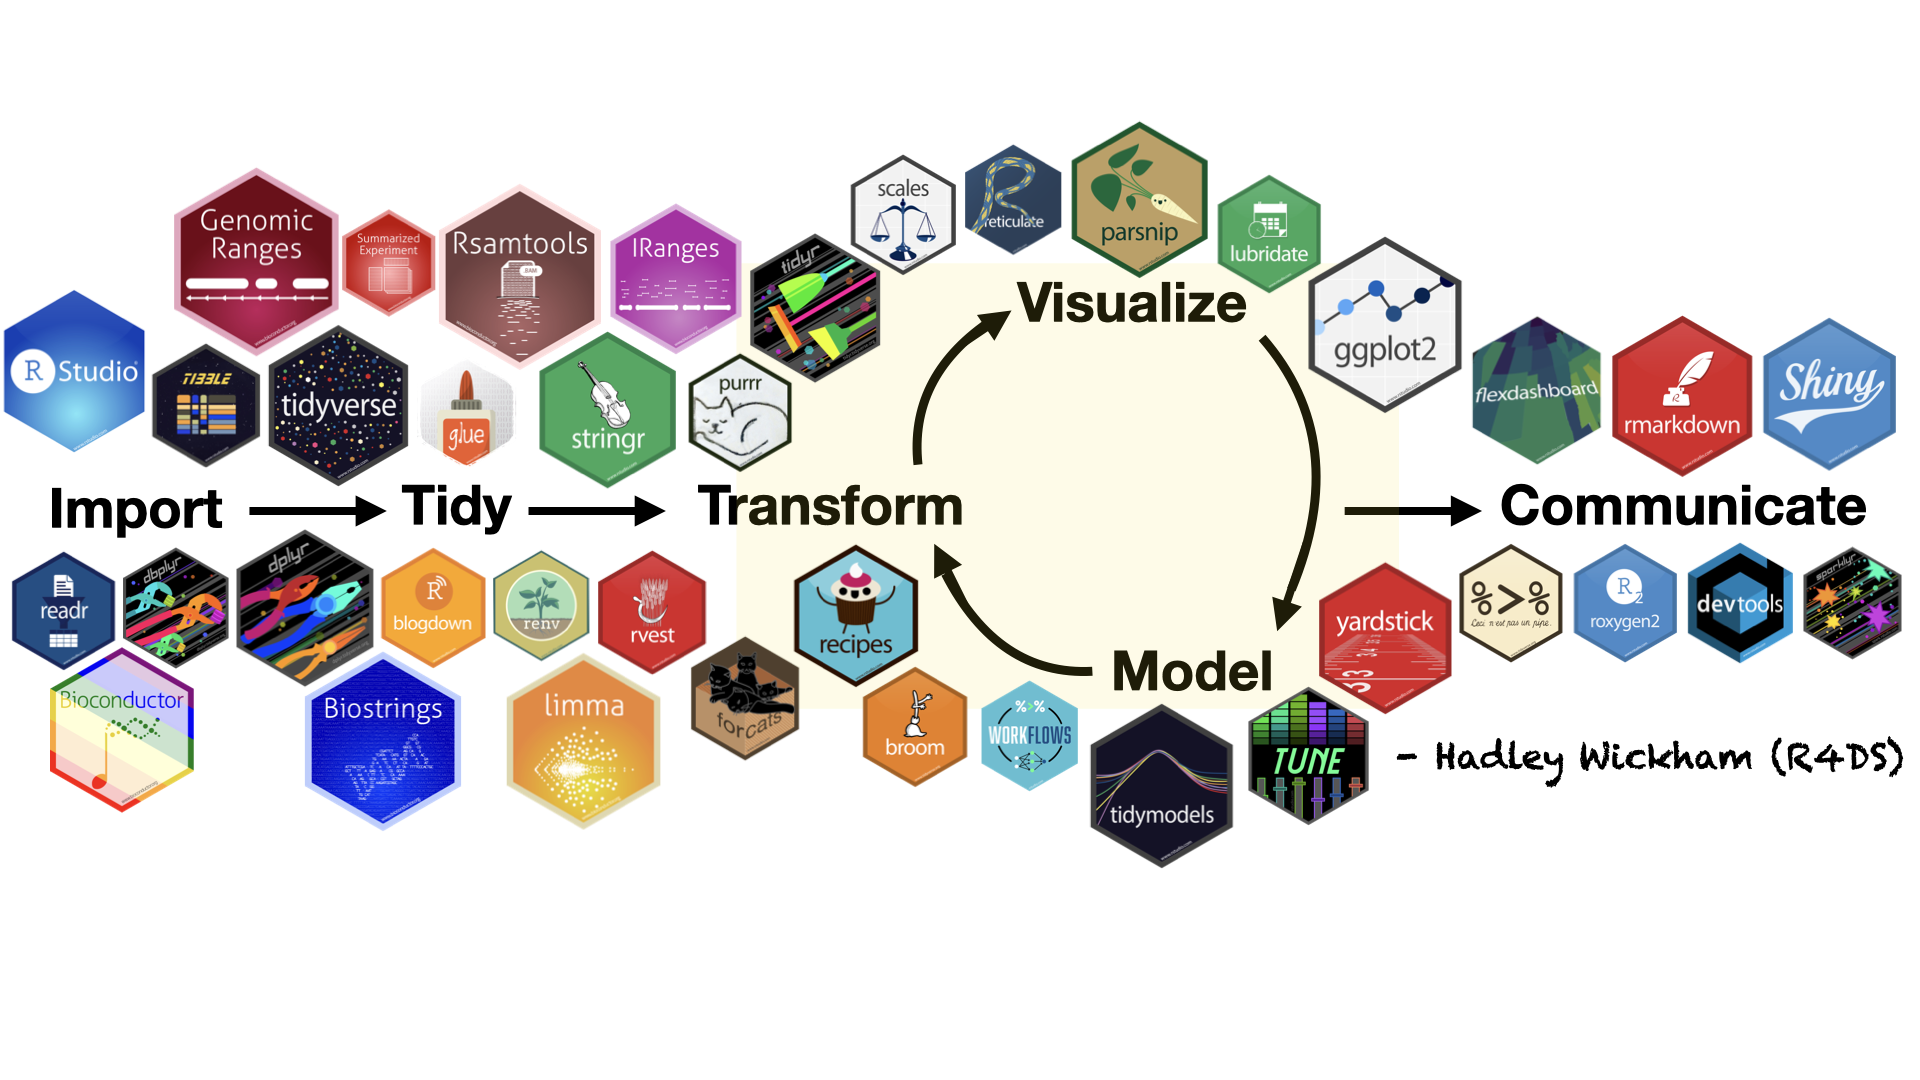 scales
reticulate
parsnip
lubridate
Genomic
Ranges
Summarized
Experiment
Rsamtools
BAM
IRanges
tidyr
Visualize
ggplot2
R Studio
TIBBLE
tidyverse
glue
stringr
purrr
flexdashboard
rmarkdown
Shiny
Import
Tidy
Transform
Communicate
readr
dbplyr
dplyr
R
blogdown
renv
rvest
recipes
Model
yardstick
%>%
Ceci n'est pas un pipe.
R2
roxygen2
devtools
sparklyr
Bioconductor
Biostrings
limma
forcats
broom
%>%
WORKFLOWS
tidymodels
TUNE
- Hadley Wickham (R4DS)